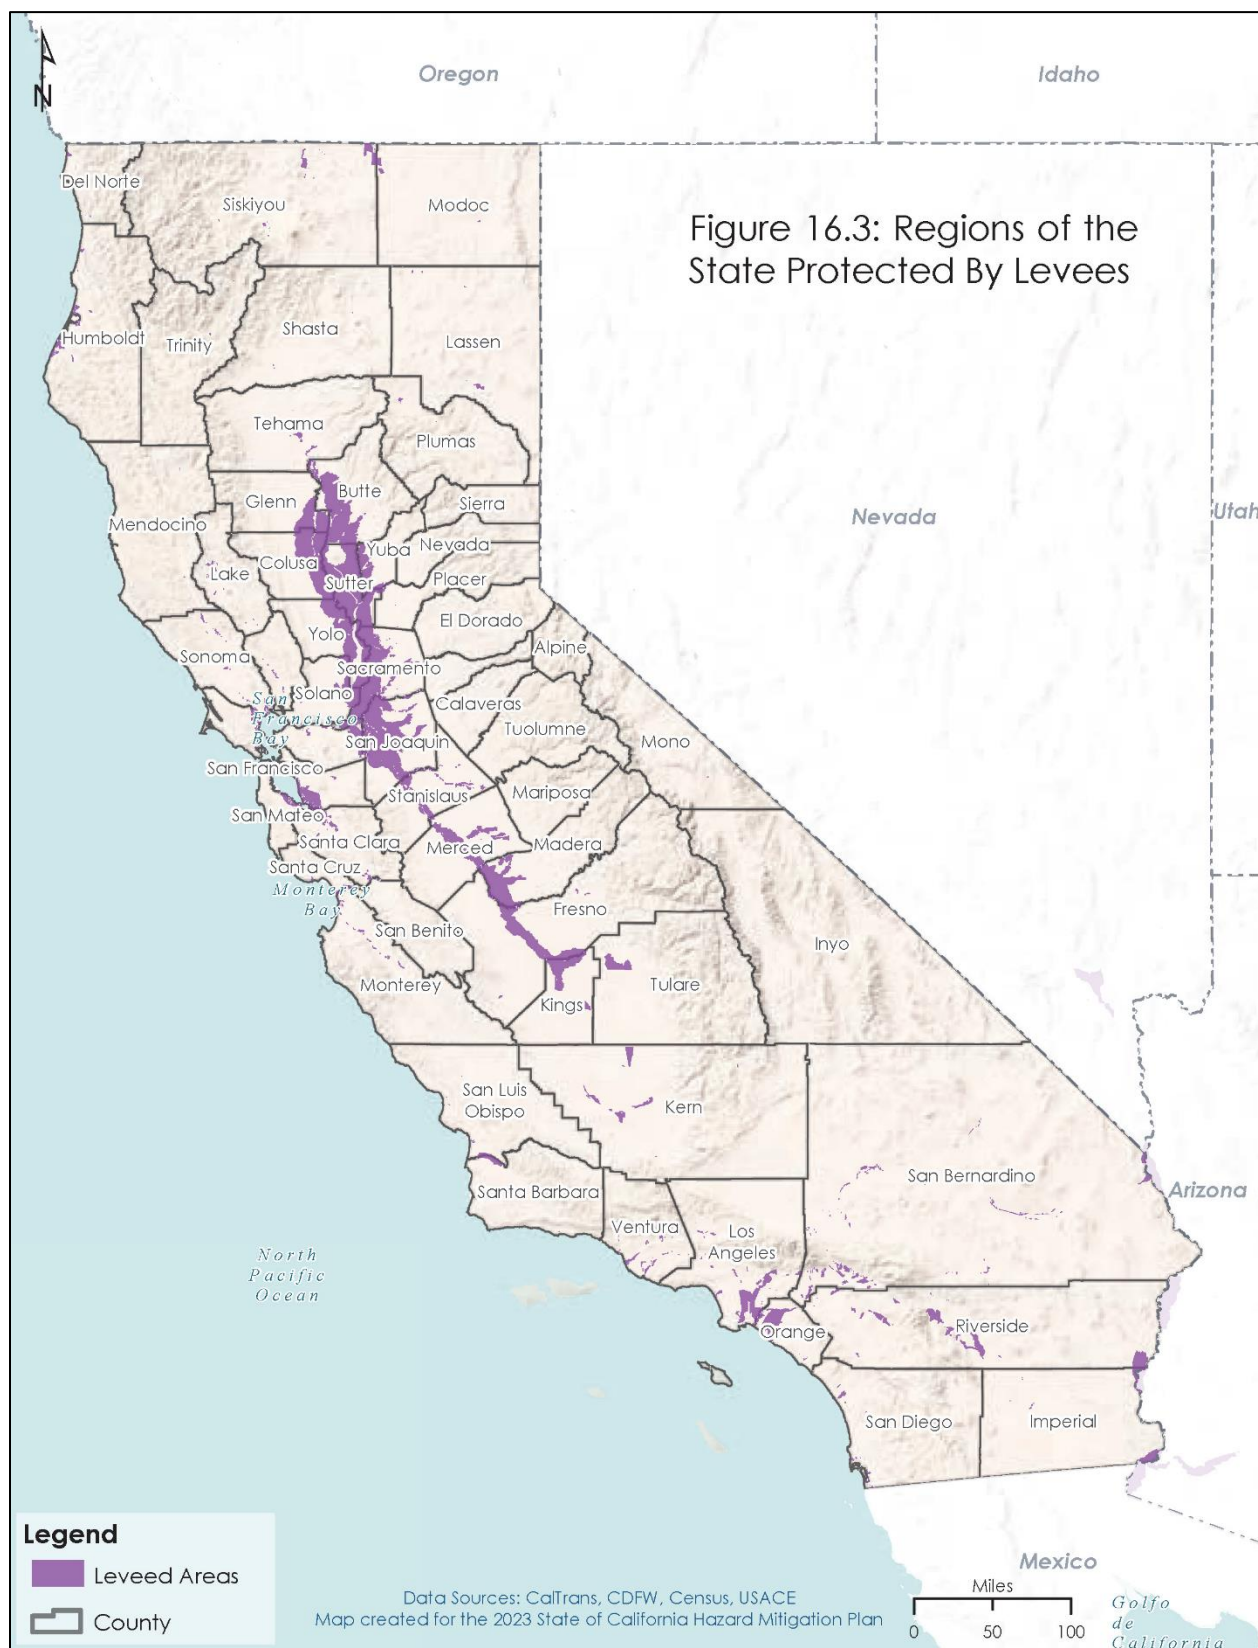 N
Oregon
Idaho
Del Norte
Siskiyou
Modoc
Figure 16.3: Regions of the
State Protected By Levees
Humboldt
Trinity
Shasta
Lassen
Tehama
Plumas
Glenn
Butte
Sierra
Mendocino
Nevada
Utah
Colusa
Yuba
Nevada
Lake
Sutter
Placer
El Dorado
Yolo
Alpine
Sonoma
Sacramento
Solano
Calaveras
San
Francisco
Bay
Tuolumne
San Joaquin
Mono
San Francisco
Stanislaus
Mariposa
San Mateo
Santa Clara
Merced
Madera
Santa Cruz
Monterey
Bay
Fresno
San Benito
Inyo
Monterey
Kings
Tulare
San Luis
Obispo
Kern
San Bernardino
Arizona
Santa Barbara
Ventura
Los
Angeles
North
Pacific
Ocean
Orange
Riverside
San Diego
Imperial
Legend
Leveed Areas
County
Data Sources: CalTrans, CDFW, Census, USACE
Map created for the 2023 State of California Hazard Mitigation Plan
Mexico
Miles
0 50 100
Golfo
de
California